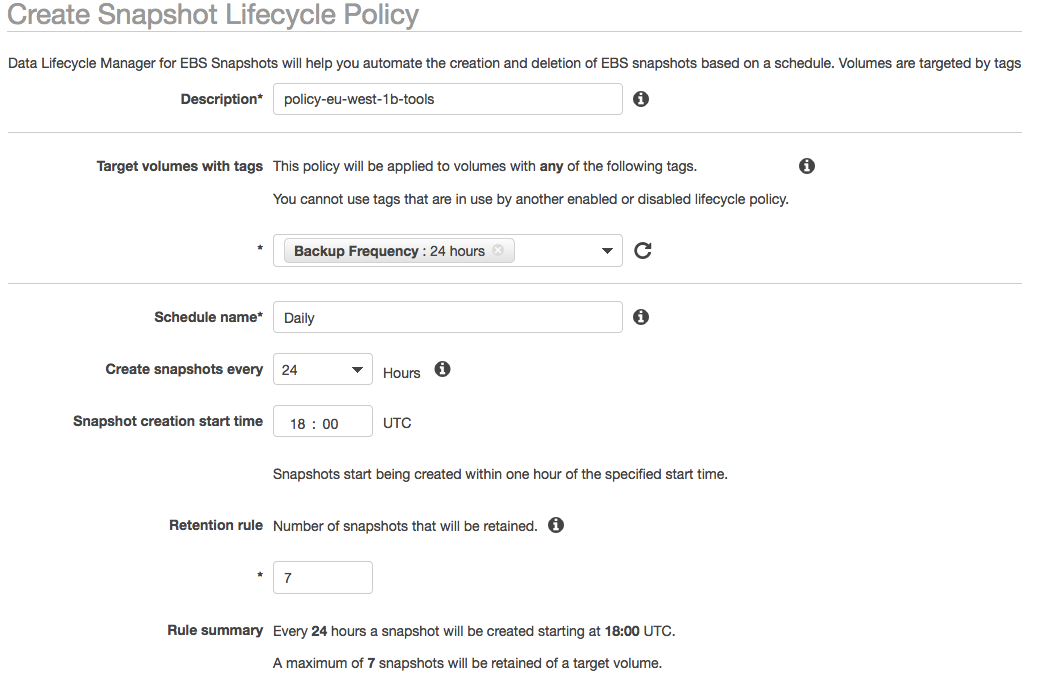 Create Snapshot Lifecycle Policy
Data Lifecycle Manager for EBS Snapshots will help you automate the creation and deletion of EBS snapshots based on a schedule. Volumes are targeted by tags
Description* policy-eu-west-1b-tools
Target volumes with tags This policy will be applied to volumes with any of the following tags.
You cannot use tags that are in use by another enabled or disabled lifecycle policy.
* Backup Frequency : 24 hours
Schedule name* Daily
Create snapshots every 24 Hours
Snapshot creation start time 18 : 00 UTC
Snapshots start being created within one hour of the specified start time.
Retention rule Number of snapshots that will be retained.
* 7
Rule summary Every 24 hours a snapshot will be created starting at 18:00 UTC.
A maximum of 7 snapshots will be retained of a target volume.